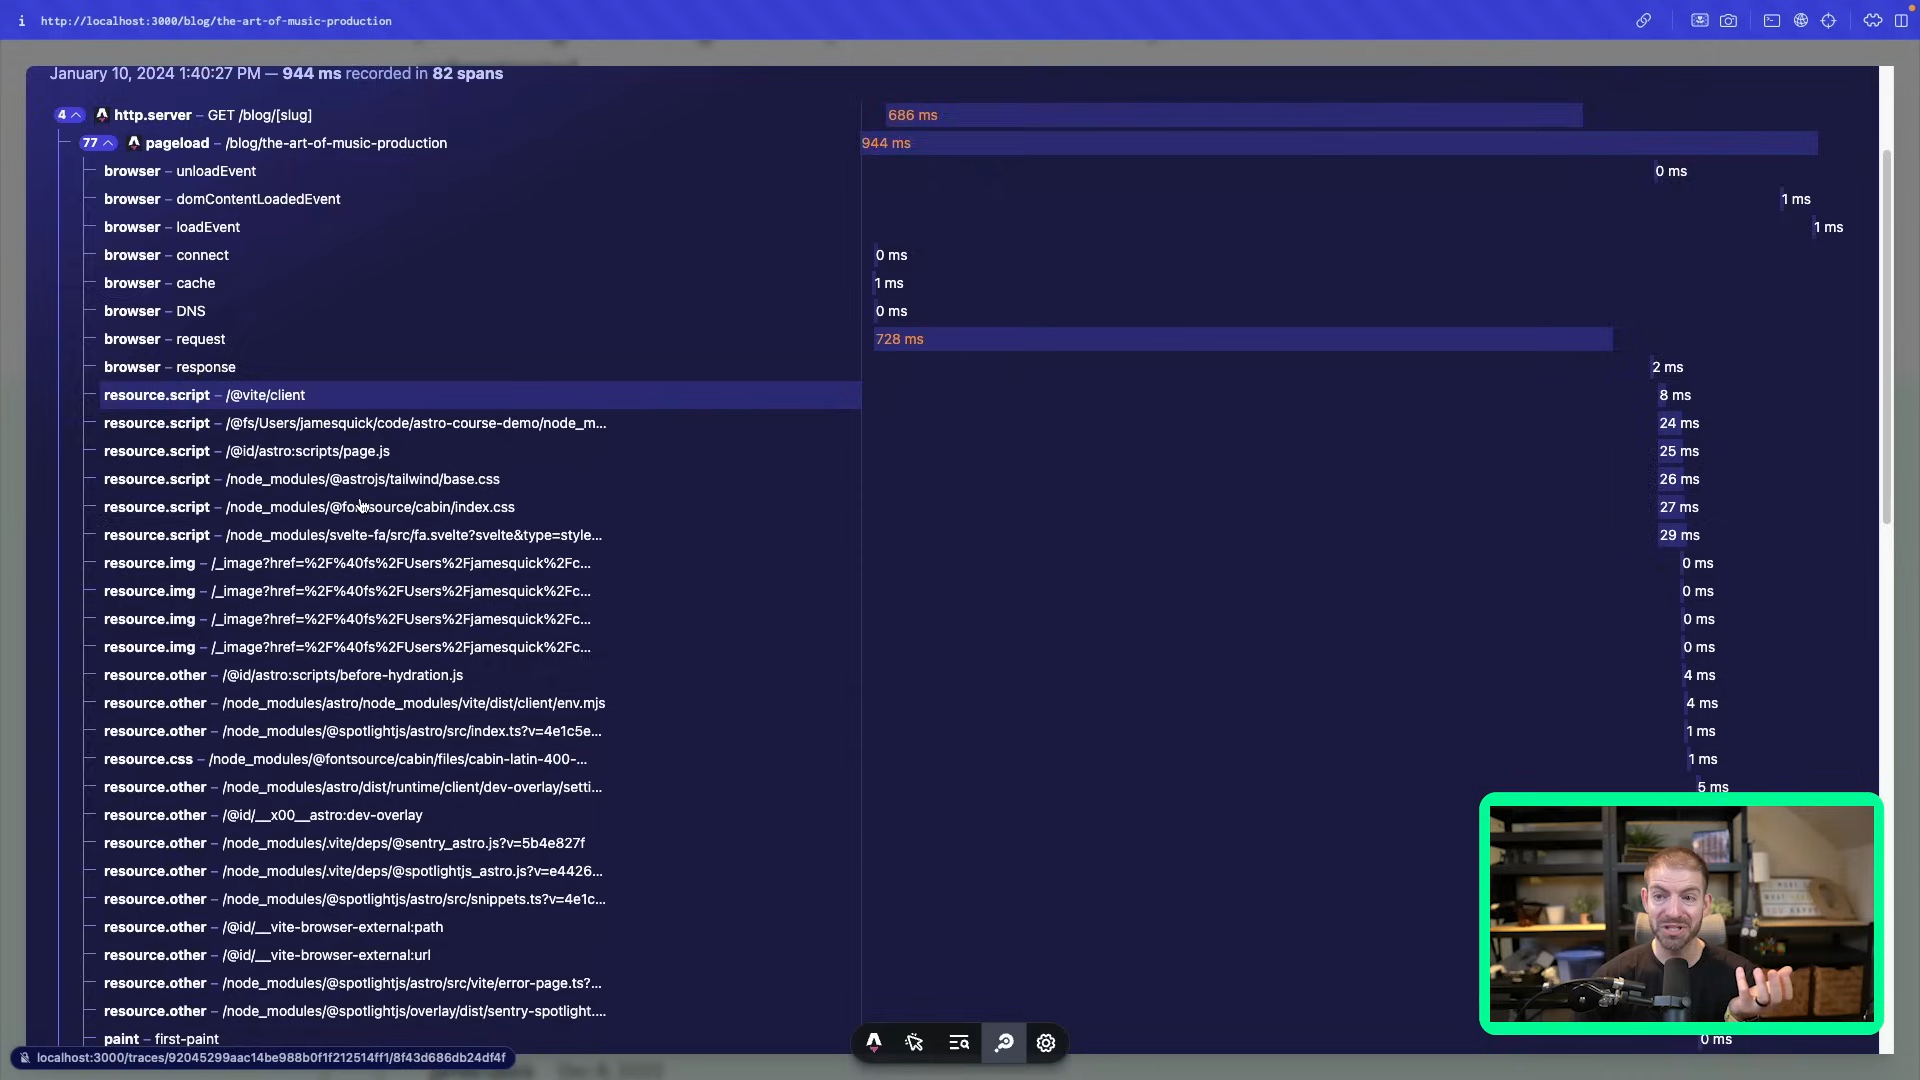 http://localhost:3000/blog/the-art-of-music-production
January 10, 2024 1:40:27 PM — 944 ms recorded in 82 spans
4 http.server – GET /blog/[slug] 686 ms
77 pageload – /blog/the-art-of-music-production 944 ms
browser – unloadEvent 0 ms
browser – domContentLoadedEvent 1 ms
browser – loadEvent 1 ms
browser – connect 0 ms
browser – cache 1 ms
browser – DNS 0 ms
browser – request 728 ms
browser – response 2 ms
resource.script – /@vite/client 8 ms
resource.script – /@fs/Users/jamesquick/code/astro-course-demo/node_m... 24 ms
resource.script – /@id/astro:scripts/page.js 25 ms
resource.script – /node_modules/@astrojs/tailwind/base.css 26 ms
resource.script – /node_modules/@fontsource/cabin/index.css 27 ms
resource.script – /node_modules/svelte-fa/src/fa.svelte?svelte&type=style... 29 ms
resource.img – /_image?href=%2F%40fs%2FUsers%2Fjamesquick%2Fc... 0 ms
resource.img – /_image?href=%2F%40fs%2FUsers%2Fjamesquick%2Fc... 0 ms
resource.img – /_image?href=%2F%40fs%2FUsers%2Fjamesquick%2Fc... 0 ms
resource.img – /_image?href=%2F%40fs%2FUsers%2Fjamesquick%2Fc... 0 ms
resource.other – /@id/astro:scripts/before-hydration.js 4 ms
resource.other – /node_modules/astro/node_modules/vite/dist/client/env.mjs 4 ms
resource.other – /node_modules/@spotlightjs/astro/src/index.ts?v=4e1c5e... 1 ms
resource.css – /node_modules/@fontsource/cabin/files/cabin-latin-400-... 1 ms
resource.other – /node_modules/astro/dist/runtime/client/dev-overlay/setti... 5 ms
resource.other – /@id/__x00__astro:dev-overlay
resource.other – /node_modules/.vite/deps/@sentry_astro.js?v=5b4e827f
resource.other – /node_modules/.vite/deps/@spotlightjs_astro.js?v=e4426...
resource.other – /node_modules/@spotlightjs/astro/src/snippets.ts?v=4e1c...
resource.other – /@id/__vite-browser-external:path
resource.other – /@id/__vite-browser-external:url
resource.other – /node_modules/@spotlightjs/astro/src/vite/error-page.ts?...
resource.other – /node_modules/@spotlightjs/overlay/dist/sentry-spotlight....
paint – first-paint 0 ms
localhost:3000/traces/92045299aac14be988b0f1f212514ff1/8f43d686db24df4f